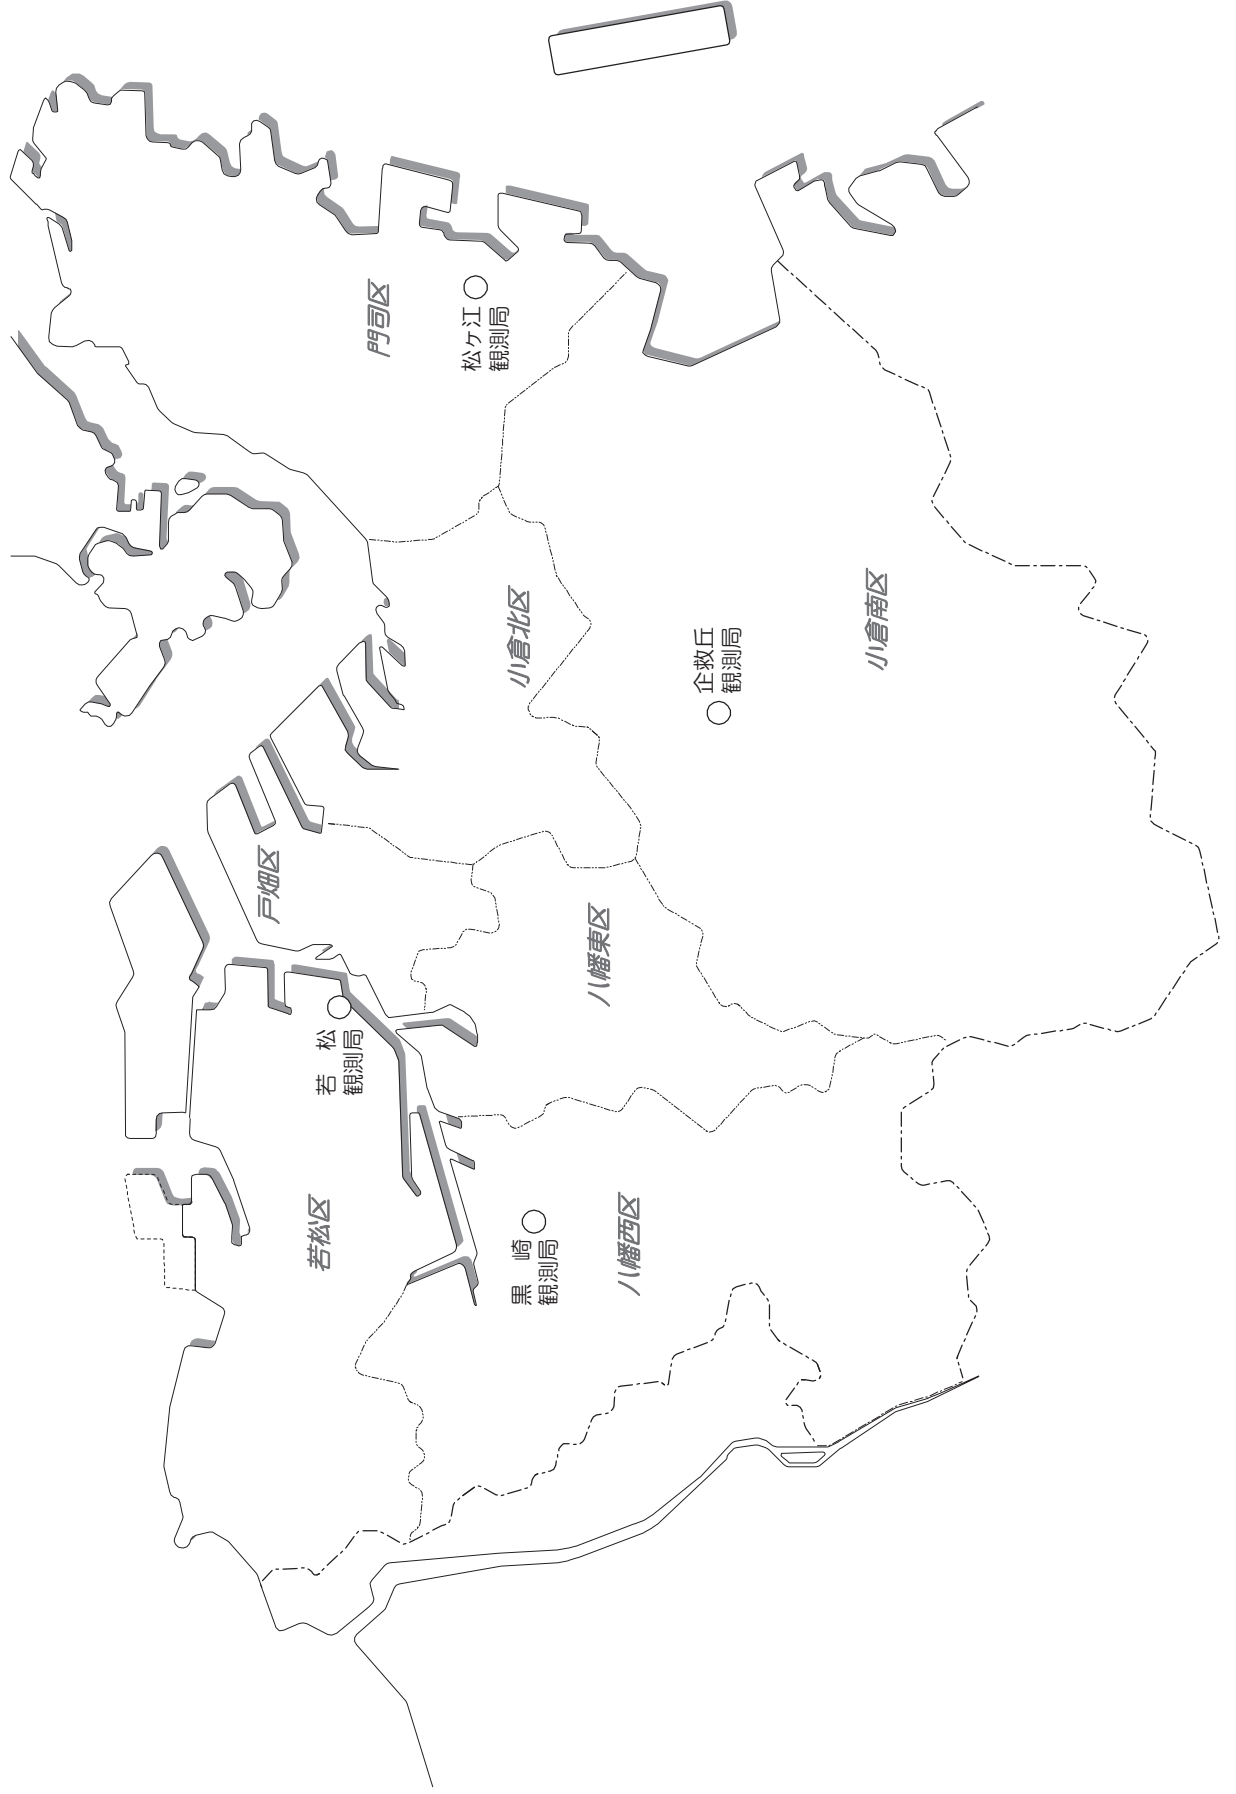 門司区
松ヶ江
観測局
小倉北区
小倉南区
企救丘
観測局
戸畑区
八幡東区
若 松
観測局
若松区
黒 崎
観測局
八幡西区